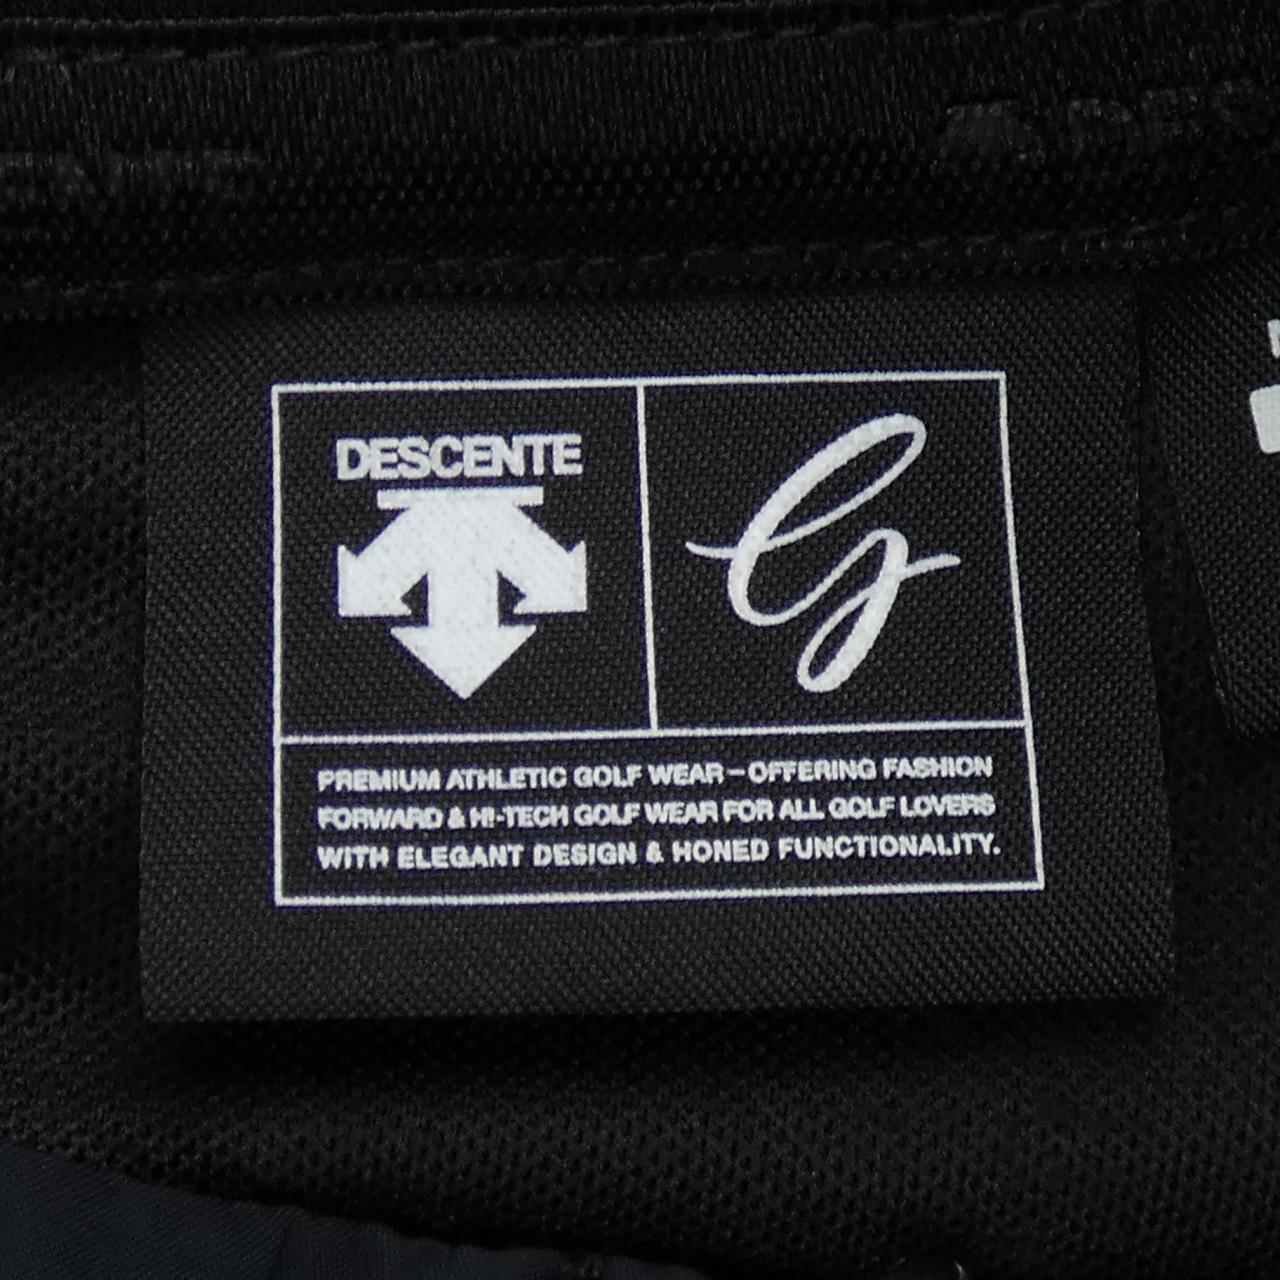 DESCENTE
G
PREMIUM ATHLETIC GOLF WEAR–OFFERING FASHION
FORWARD & HI-TECH GOLF WEAR FOR ALL GOLF LOVERS
WITH ELEGANT DESIGN & HONED FUNCTIONALITY.